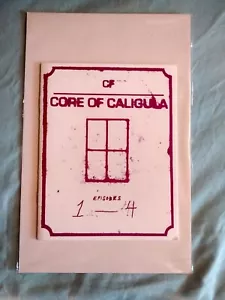 CF
CORE OF CALIGULA
EPISODES
1 — 4